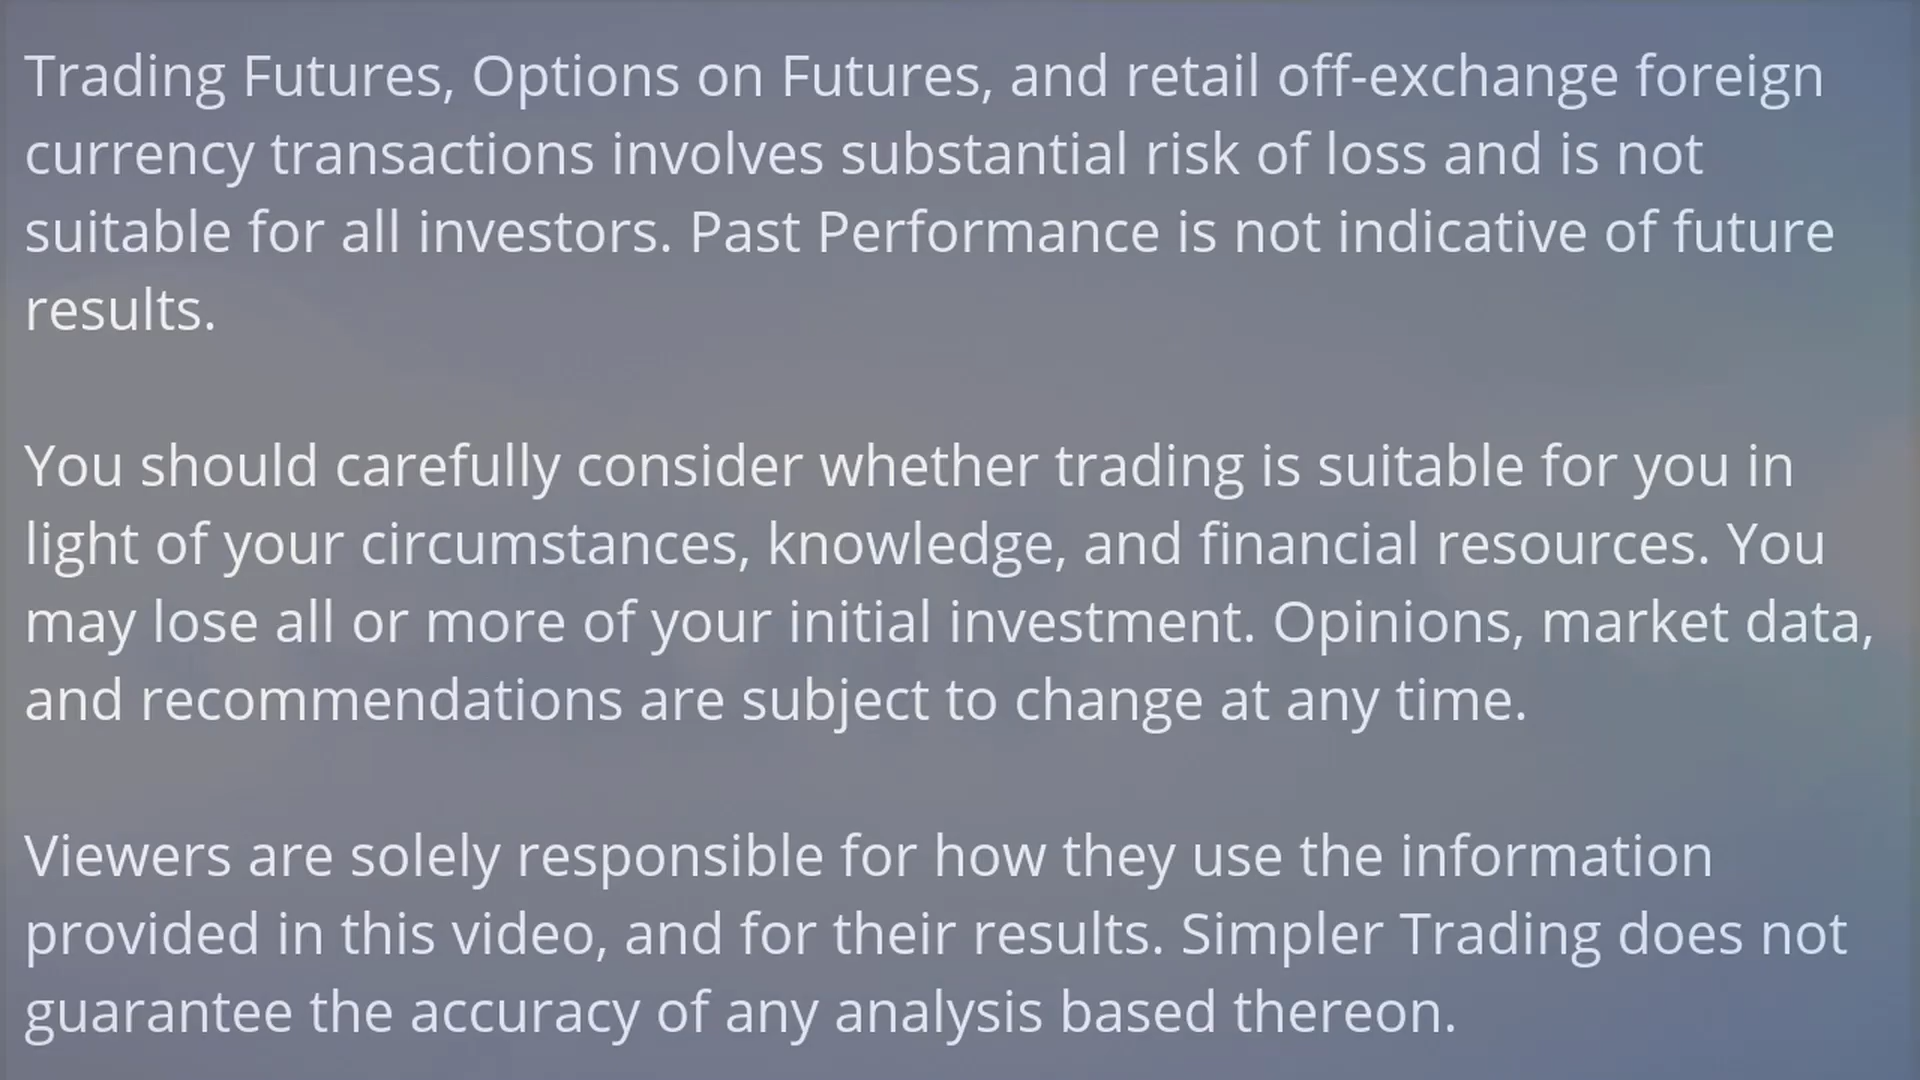 Trading Futures, Options on Futures, and retail off-exchange foreign
currency transactions involves substantial risk of loss and is not
suitable for all investors. Past Performance is not indicative of future
results.
You should carefully consider whether trading is suitable for you in
light of your circumstances, knowledge, and financial resources. You
may lose all or more of your initial investment. Opinions, market data,
and recommendations are subject to change at any time.
Viewers are solely responsible for how they use the information
provided in this video, and for their results. Simpler Trading does not
guarantee the accuracy of any analysis based thereon.